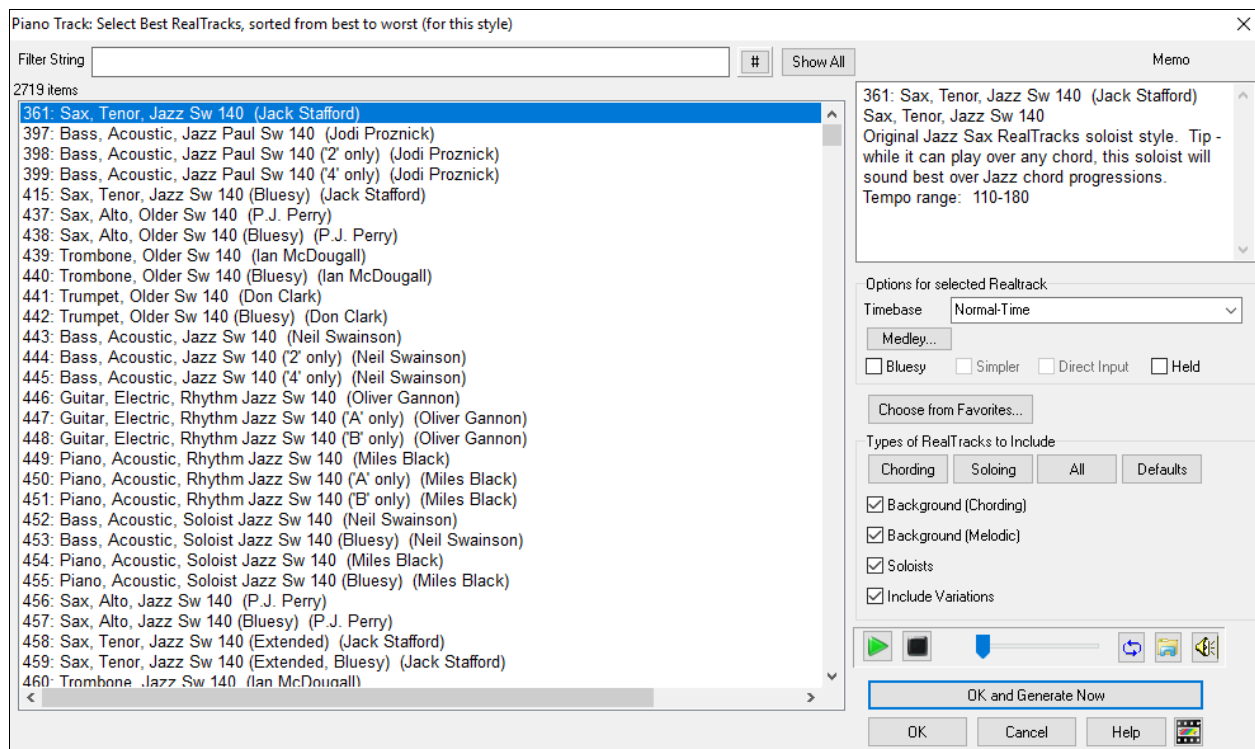 Piano Track: Select Best RealTracks, sorted from best to worst (for this style)
Filter String
#
Show All
Memo
2719 items
361: Sax, Tenor, Jazz Sw 140  (Jack Stafford)
397: Bass, Acoustic, Jazz Paul Sw 140  (Jodi Proznick)
398: Bass, Acoustic, Jazz Paul Sw 140 ('2' only)  (Jodi Proznick)
399: Bass, Acoustic, Jazz Paul Sw 140 ('4' only)  (Jodi Proznick)
415: Sax, Tenor, Jazz Sw 140 (Bluesy)  (Jack Stafford)
437: Sax, Alto, Older Sw 140  (P.J. Perry)
438: Sax, Alto, Older Sw 140 (Bluesy)  (P.J. Perry)
439: Trombone, Older Sw 140  (Ian McDougall)
440: Trombone, Older Sw 140 (Bluesy)  (Ian McDougall)
441: Trumpet, Older Sw 140  (Don Clark)
442: Trumpet, Older Sw 140 (Bluesy)  (Don Clark)
443: Bass, Acoustic, Jazz Sw 140  (Neil Swainson)
444: Bass, Acoustic, Jazz Sw 140 ('2' only)  (Neil Swainson)
445: Bass, Acoustic, Jazz Sw 140 ('4' only)  (Neil Swainson)
446: Guitar, Electric, Rhythm Jazz Sw 140  (Oliver Gannon)
447: Guitar, Electric, Rhythm Jazz Sw 140 ('A' only)  (Oliver Gannon)
448: Guitar, Electric, Rhythm Jazz Sw 140 ('B' only)  (Oliver Gannon)
449: Piano, Acoustic, Rhythm Jazz Sw 140  (Miles Black)
450: Piano, Acoustic, Rhythm Jazz Sw 140 ('A' only)  (Miles Black)
451: Piano, Acoustic, Rhythm Jazz Sw 140 ('B' only)  (Miles Black)
452: Bass, Acoustic, Soloist Jazz Sw 140  (Neil Swainson)
453: Bass, Acoustic, Soloist Jazz Sw 140 (Bluesy)  (Neil Swainson)
454: Piano, Acoustic, Soloist Jazz Sw 140  (Miles Black)
455: Piano, Acoustic, Soloist Jazz Sw 140 (Bluesy)  (Miles Black)
456: Sax, Alto, Jazz Sw 140  (P.J. Perry)
457: Sax, Alto, Jazz Sw 140 (Bluesy)  (P.J. Perry)
458: Sax, Tenor, Jazz Sw 140 (Extended)  (Jack Stafford)
459: Sax, Tenor, Jazz Sw 140 (Extended, Bluesy)  (Jack Stafford)
460: Trombone, Jazz Sw 140  (Ian McDougall)
361: Sax, Tenor, Jazz Sw 140  (Jack Stafford)
Sax, Tenor, Jazz Sw 140
Original Jazz Sax RealTracks soloist style.  Tip -
while it can play over any chord, this soloist will
sound best over Jazz chord progressions.
Tempo range:  110-180
Options for selected Realtrack
Timebase
Normal-Time
Medley...
Bluesy
Simpler
Direct Input
Held
Choose from Favorites...
Types of RealTracks to Include
Chording
Soloing
All
Defaults
Background (Chording)
Background (Melodic)
Soloists
Include Variations
OK and Generate Now
OK
Cancel
Help